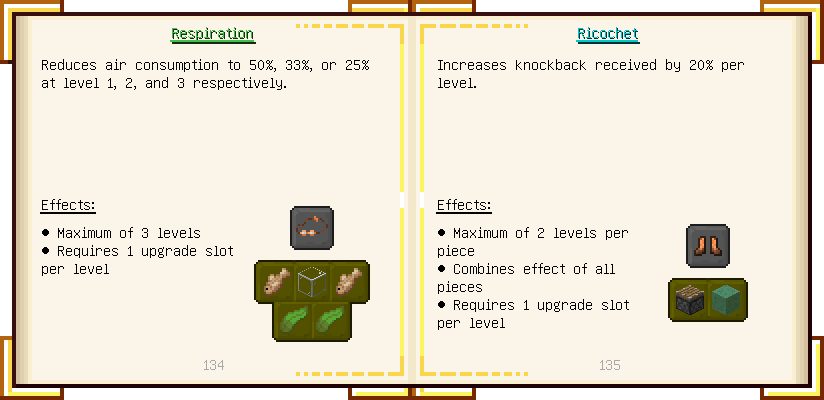 Respiration
Reduces air consumption to 50%, 33%, or 25%
at level 1, 2, and 3 respectively.
Effects:
● Maximum of 3 levels
● Requires 1 upgrade slot
per level
134
Ricochet
Increases knockback received by 20% per
level.
Effects:
● Maximum of 2 levels per
piece
● Combines effect of all
pieces
● Requires 1 upgrade slot
per level
135